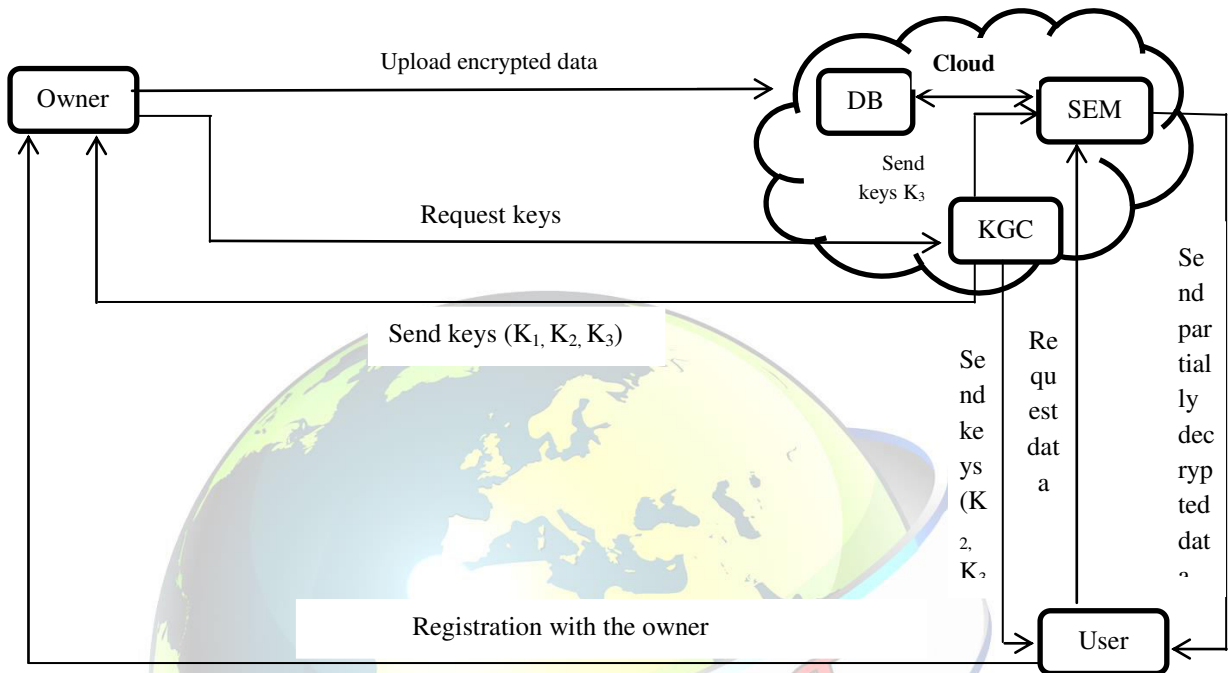 Upload encrypted data
Cloud
Owner
DB
SEM
Send
keys K₃
Request keys
KGC
Send keys (K₁, K₂, K₃)
Se
nd
ke
ys
(K
₂,
K₃
Re
qu
est
dat
a
Se
nd
par
tial
ly
dec
ryp
ted
dat
Registration with the owner
User